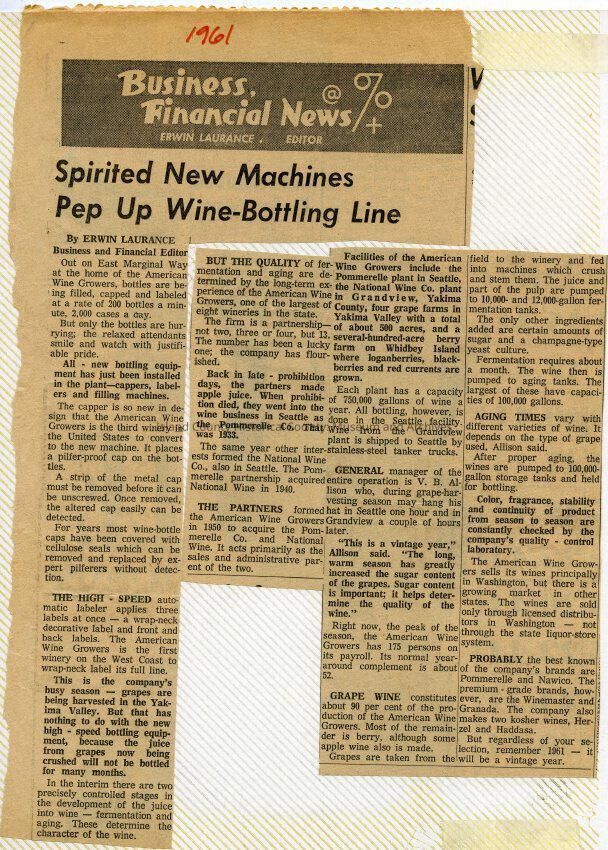 1961
Business,
Financial News
@ % +
ERWIN LAURANCE, EDITOR
Spirited New Machines
Pep Up Wine-Bottling Line
By ERWIN LAURANCE
Business and Financial Editor
Out on East Marginal Way
at the home of the American
Wine Growers, bottles are be-
ing filled, capped and labeled
at a rate of 200 bottles a min-
ute, 2,000 cases a day.
But only the bottles are hur-
rying; the relaxed attendants
smile and watch with justifi-
able pride.
All - new bottling equip-
ment has just been installed
in the plant—cappers, label-
ers and filling machines.
The capper is so new in de-
sign that the American Wine
Growers is the third winery in
the United States to convert
to the new machine. It places
a pilfer-proof cap on the bot-
tles.
A strip of the metal cap
must be removed before it can
be unscrewed. Once removed,
the altered cap easily can be
detected.
For years most wine-bottle
caps have been covered with
cellulose seals which can be
removed and replaced by ex-
pert pilferers without detec-
tion.
THE HIGH - SPEED auto-
matic labeler applies three
labels at once — a wrap-neck
decorative label and front and
back labels. The American
Wine Growers is the first
winery on the West Coast to
wrap-neck label its full line.
This is the company's
busy season — grapes are
being harvested in the Yak-
ima Valley. But that has
nothing to do with the new
high - speed bottling equip-
ment, because the juice
from grapes now being
crushed will not be bottled
for many months.
In the interim there are two
precisely controlled stages in
the development of the juice
into wine — fermentation and
aging. These determine the
character of the wine.
BUT THE QUALITY of fer-
mentation and aging are de-
termined by the long-term ex-
perience of the American Wine
Growers, one of the largest of
eight wineries in the state.
The firm is a partnership—
not two, three or four, but 13.
The number has been a lucky
one; the company has flour-
ished.
Back in late - prohibition
days, the partners made
apple juice. When prohibi-
tion died, they went into the
wine business in Seattle as
the Pommerelle Co. That
was 1933.
The same year other inter-
ests formed the National Wine
Co., also in Seattle. The Pom-
merelle partnership acquired
National Wine in 1940.
THE PARTNERS formed
the American Wine Growers
in 1950 to acquire the Pom-
merelle Co. and National
Wine. It acts primarily as the
sales and administrative par-
ent of the two.
Facilities of the American
Wine Growers include the
Pommerelle plant in Seattle,
the National Wine Co. plant
in Grandview, Yakima
County, four grape farms in
Yakima Valley with a total
of about 500 acres, and a
several-hundred-acre berry
farm on Whidbey Island
where loganberries, black-
berries and red currents are
grown.
Each plant has a capacity
of 750,000 gallons of wine a
year. All bottling, however, is
done in the Seattle facility.
Wine from the Grandview
plant is shipped to Seattle by
stainless-steel tanker trucks.
GENERAL manager of the
entire operation is V. B. Al-
lison who, during grape-har-
vesting season may hang his
hat in Seattle one hour and in
Grandview a couple of hours
later.
"This is a vintage year,"
Allison said. "The long,
warm season has greatly
increased the sugar content
of the grapes. Sugar content
is important; it helps deter-
mine the quality of the
wine."
Right now, the peak of the
season, the American Wine
Growers has 175 persons on
its payroll. Its normal year-
around complement is about
52.
GRAPE WINE constitutes
about 90 per cent of the pro-
duction of the American Wine
Growers. Most of the remain-
der is berry, although some
apple wine also is made.
Grapes are taken from the
field to the winery and fed
into machines which crush
and stem. The juice and
part of the pulp are pumped
to 10,000- and 12,000-gallon fer-
mentation tanks.
The only other ingredients
added are certain amounts of
sugar and a champagne-type
yeast culture.
Fermentation requires about
a month. The wine then is
pumped to aging tanks. The
largest of these have capaci-
ties of 100,000 gallons.
AGING TIMES vary with
different varieties of wine. It
depends on the type of grape
used, Allison said.
After proper aging, the
wines are pumped to 100,000-
gallon storage tanks and held
for bottling.
Color, fragrance, stability
and continuity of product
from season to season are
constantly checked by the
company's quality - control
laboratory.
The American Wine Grow-
ers sells its wines principally
in Washington, but there is a
growing market in other
states. The wines are sold
only through licensed distribu-
tors in Washington — not
through the state liquor-store
system.
PROBABLY the best known
of the company's brands are
Pommerelle and Nawico. The
premium - grade brands, how-
ever, are the Winemaster and
Granada. The company also
makes two kosher wines, Her-
zel and Haddasa.
But regardless of your se-
lection, remember 1961 — it
will be a vintage year.